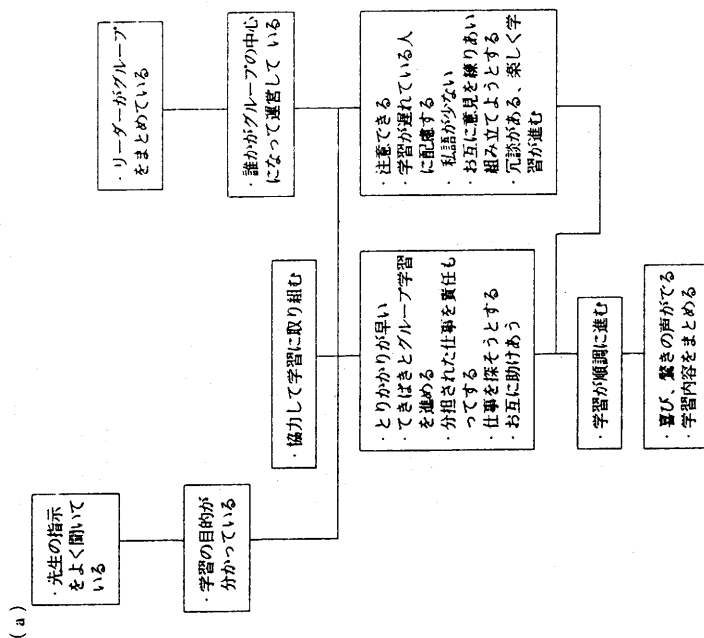 (a)
・先生の指示
をよく聞いて
いる
・学習の目的が
分かっている
・協力して学習に取り組む
・リーダーがグループ
をまとめている
・誰かがグループの中心
になって運営して いる
・とりかかりが早い
・てきぱきとグループ学習
を進める
・分担された仕事を責任も
ってする
・仕事を探そうとする
・お互に助けあう
・注意できる
・学習が遅れている人
に配慮する
・私語が少ない
・お互に意見を練りあい
組み立てようとする
・冗談がある、楽しく学
習が進む
・学習が順調に進む
・喜び、驚きの声がでる
・学習内容をまとめる